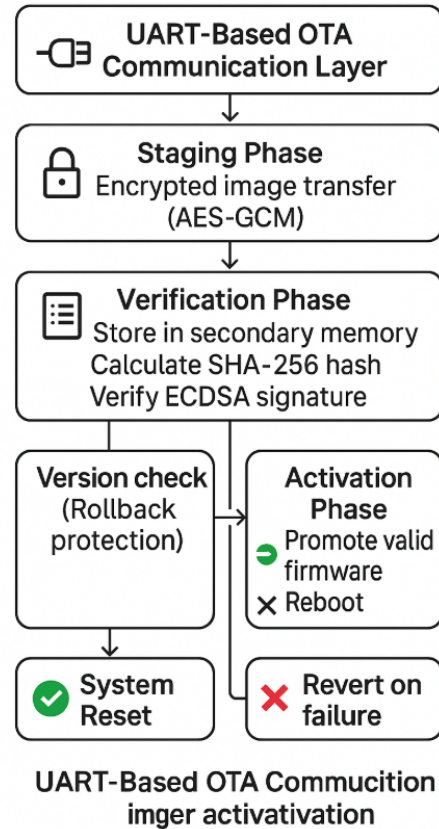 UART-Based OTA
Communication Layer
Staging Phase
Encrypted image transfer
(AES-GCM)
Verification Phase
Store in secondary memory
Calculate SHA-256 hash
Verify ECDSA signature
Version check
(Rollback
protection)
Activation
Phase
Promote valid
firmware
Reboot
System
Reset
Revert on
failure
UART-Based OTA Commucition
imger activativation